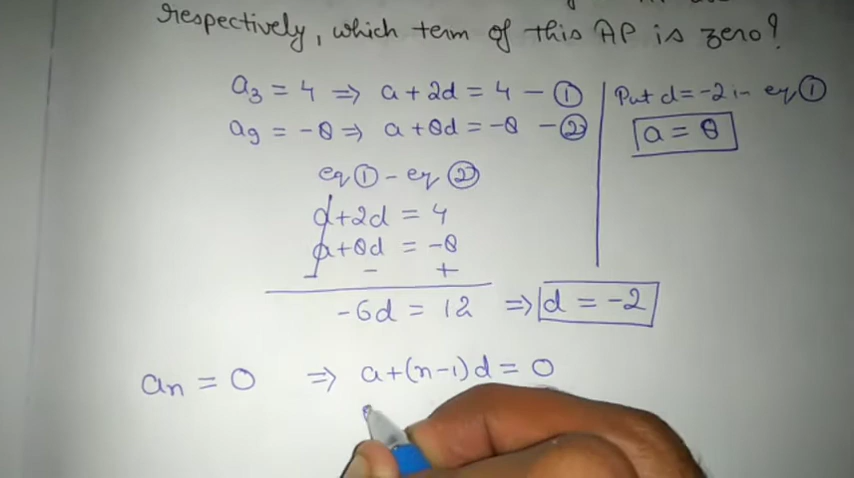 respectively, which term of this AP is zero?
a₃ = 4 ⇒ a + 2d = 4 — ①
a₉ = -8 ⇒ a + 8d = -8 — ②
eq ① - eq ②
a + 2d = 4
a + 8d = -8
- - +
-6d = 12 ⇒ d = -2
Put d = -2 in eq ①
a = 8
aₙ = 0 ⇒ a + (n-1)d = 0